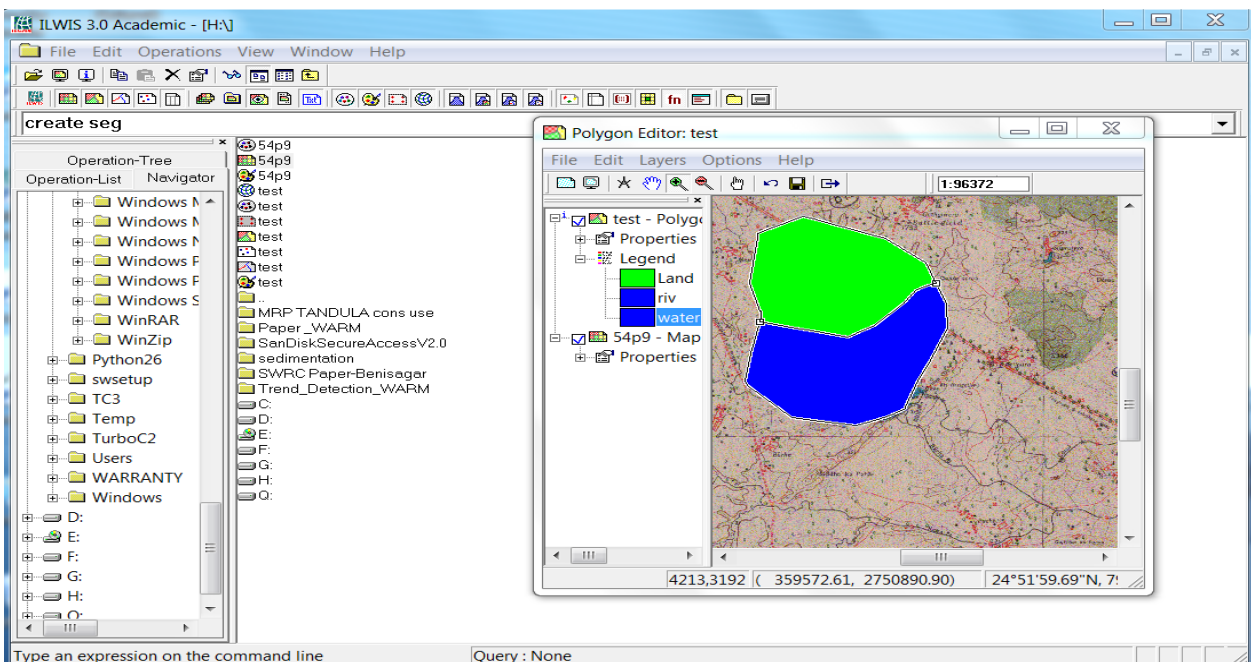 ILWIS 3.0 Academic - [H:\]
File Edit Operations View Window Help
create seg
Operation-Tree
Operation-List Navigator
Windows
Windows
Windows
Windows F
Windows F
Windows S
WinRAR
WinZip
Python26
swsetup
TC3
Temp
TurboC2
Users
WARRANTY
Windows
D:
E:
F:
G:
H:
Q:
54p9
54p9
54p9
test
test
test
test
test
test
test
..
MRP TANDULA cons use
Paper_WARM
SanDiskSecureAccessV2.0
sedimentation
SWRC Paper-Benisagar
Trend_Detection_WARM
C:
D:
E:
F:
G:
H:
Q:
Polygon Editor: test
File Edit Layers Options Help
1:96372
test - Polyg
Properties
Legend
Land
riv
water
54p9 - Map
Properties
4213,3192 ( 359572.61, 2750890.90) 24°51'59.69"N, 7
Type an expression on the command line Query : None